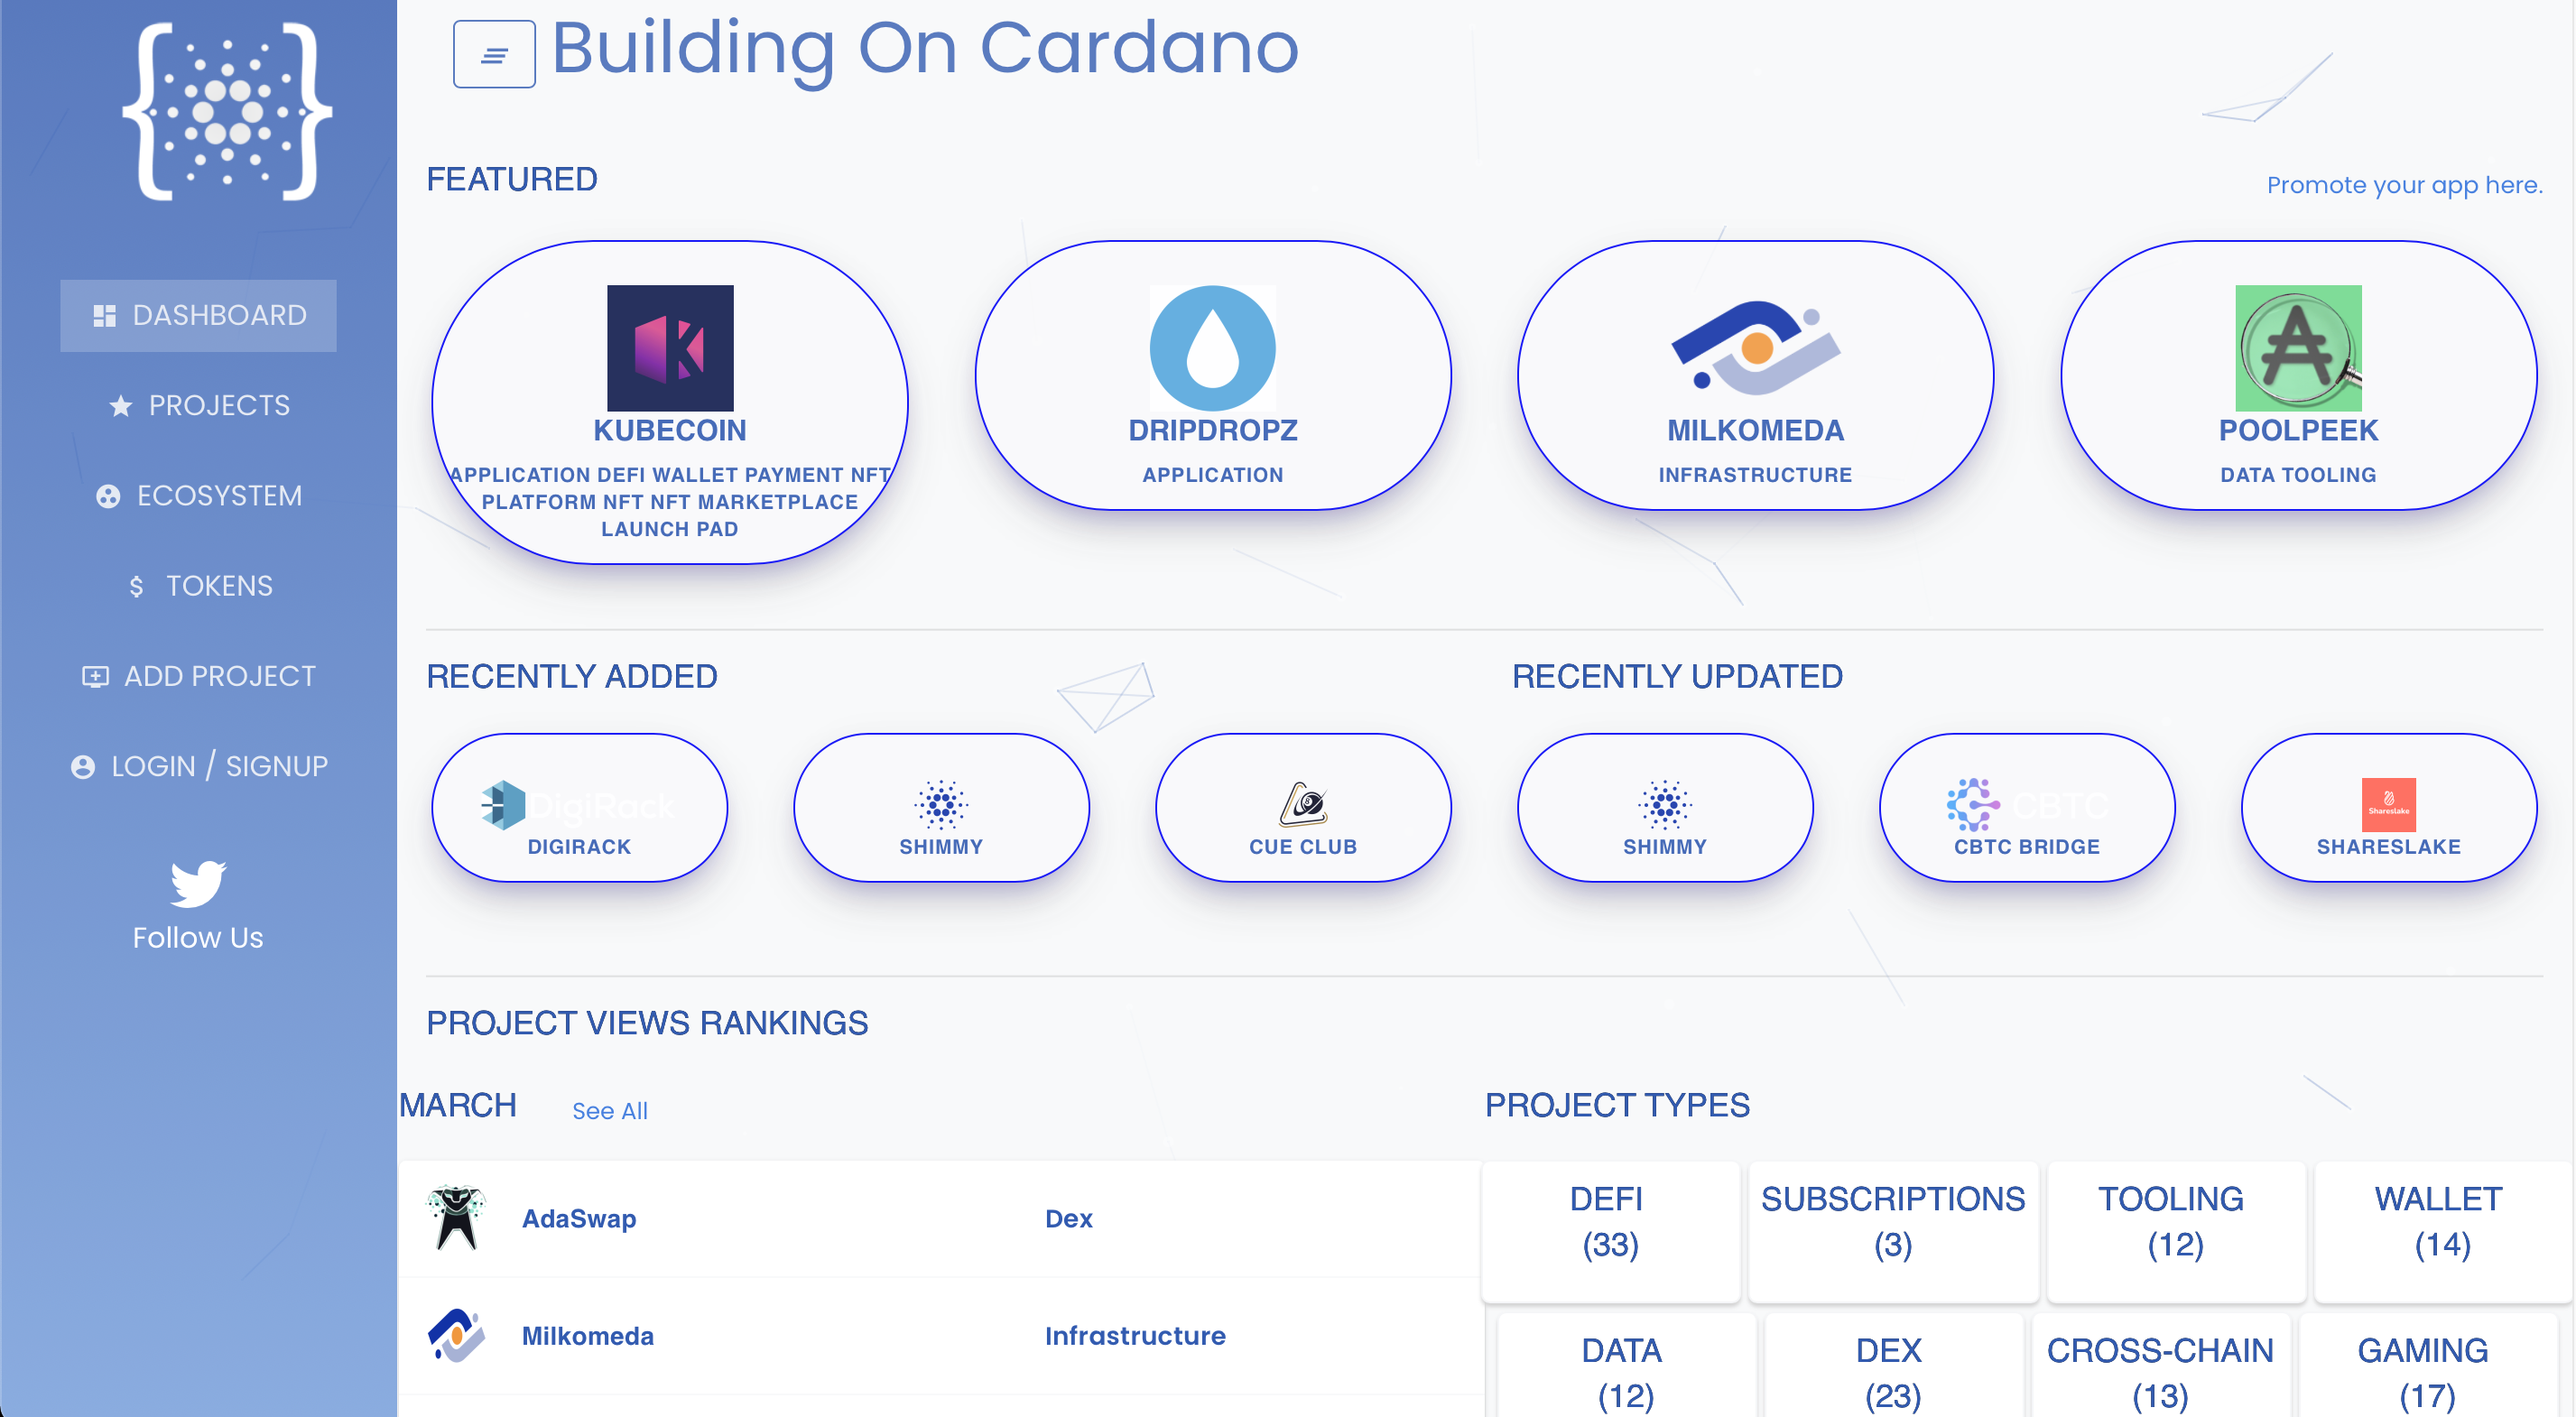 Building On Cardano
DASHBOARD
PROJECTS
ECOSYSTEM
TOKENS
ADD PROJECT
LOGIN / SIGNUP
Follow Us
FEATURED
Promote your app here.
KUBECOIN
APPLICATION DEFI WALLET PAYMENT NFT
PLATFORM NFT NFT MARKETPLACE
LAUNCH PAD
DRIPDROPZ
APPLICATION
MILKOMEDA
INFRASTRUCTURE
POOLPEEK
DATA TOOLING
RECENTLY ADDED
DigiRack
DIGIRACK
SHIMMY
CUE CLUB
RECENTLY UPDATED
SHIMMY
CBTC
CBTC BRIDGE
Shareslake
SHARESLAKE
PROJECT VIEWS RANKINGS
MARCH
See All
AdaSwap
Dex
Milkomeda
Infrastructure
PROJECT TYPES
DEFI
(33)
SUBSCRIPTIONS
(3)
TOOLING
(12)
WALLET
(14)
DATA
(12)
DEX
(23)
CROSS-CHAIN
(13)
GAMING
(17)